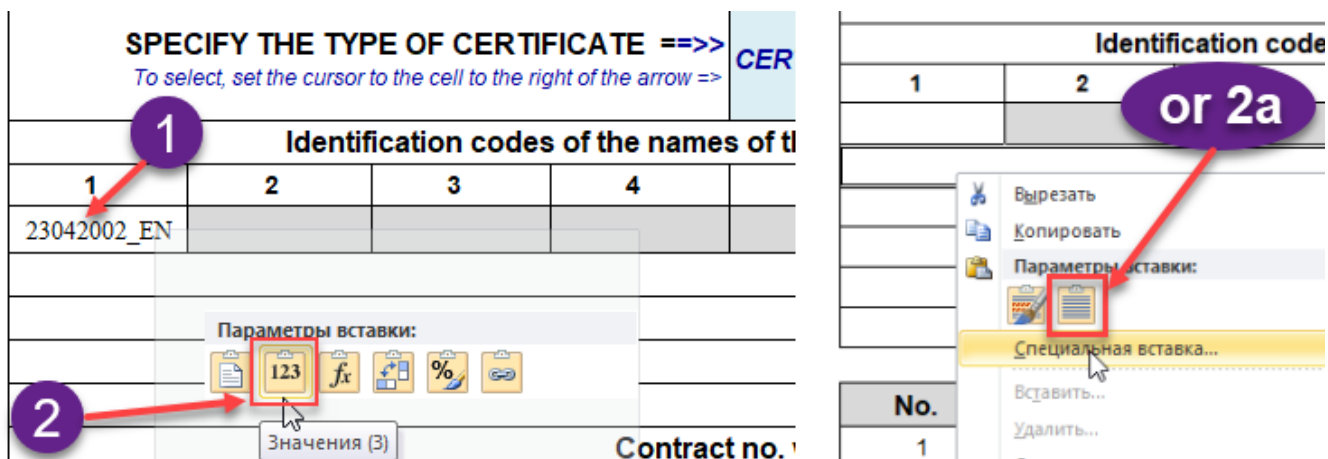 SPECIFY THE TYPE OF CERTIFICATE ==>>
To select, set the cursor to the cell to the right of the arrow =>
CER
1
Identification codes of the names of t
1 2 3 4
23042002_EN
Параметры вставки:
123 fx %
2
Значения (3)
Contract no.
Identification code
1 2
or 2a
Вырезать
Копировать
Параметры вставки:
Специальная вставка...
Вставить...
Удалить...
No.
1